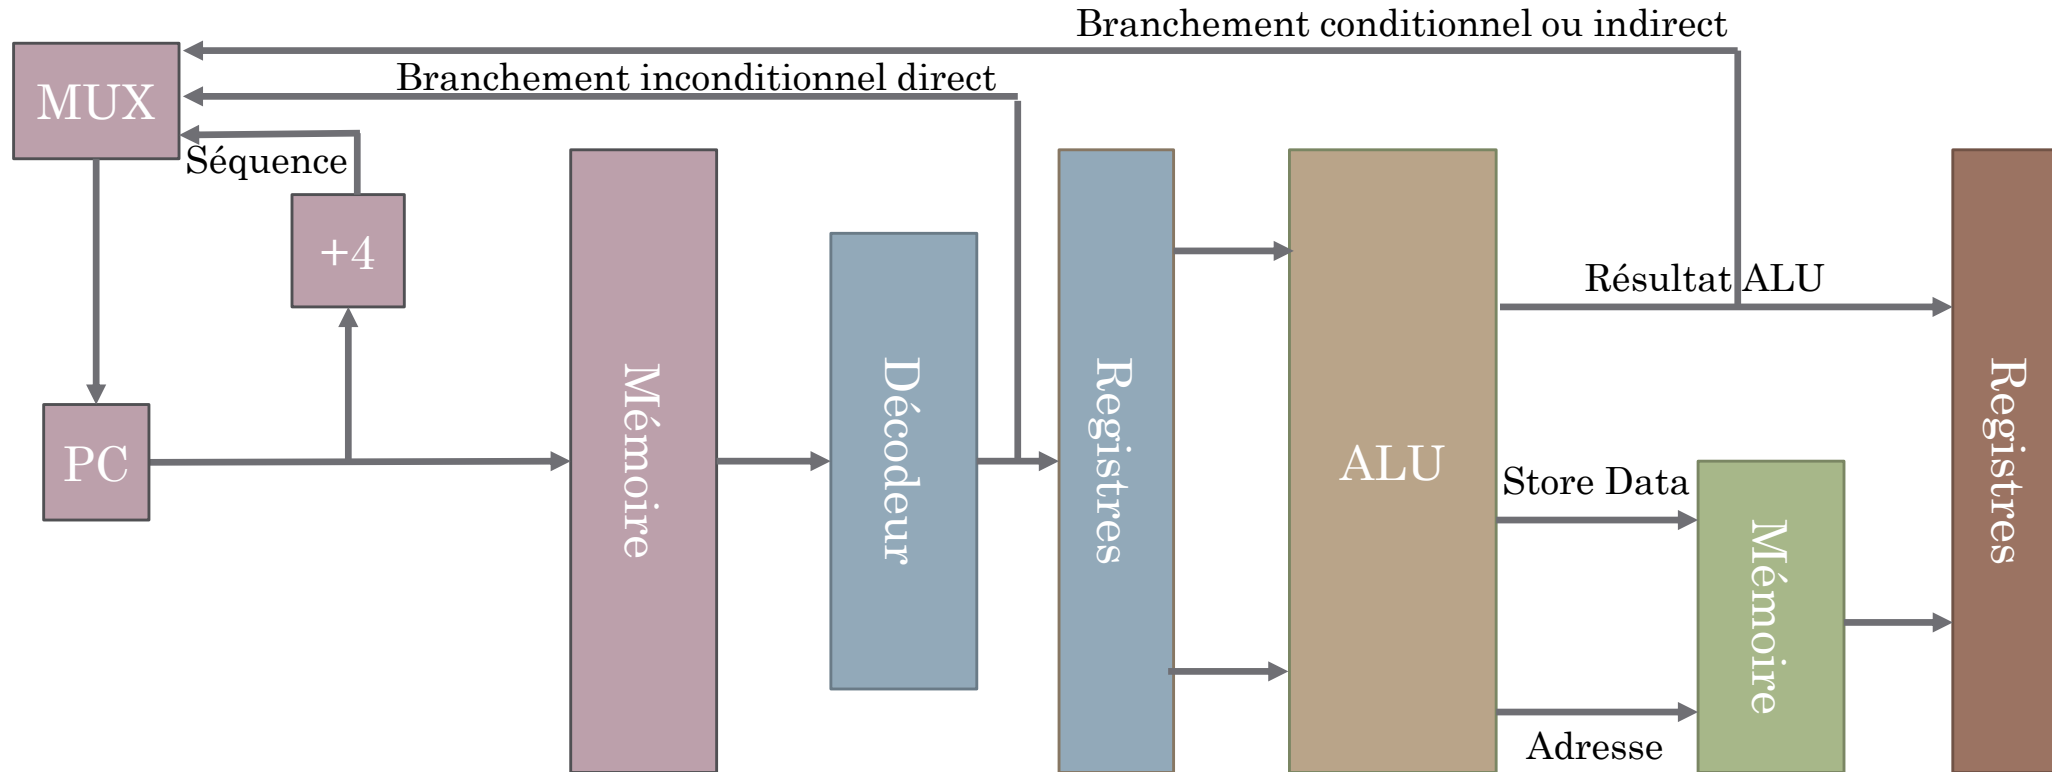 Branchement conditionnel ou indirect
Branchement inconditionnel direct
MUX
Séquence
+4
Résultat ALU
PC
Mémoire
Décodeur
Registres
ALU
Store Data
Mémoire
Adresse
Registres